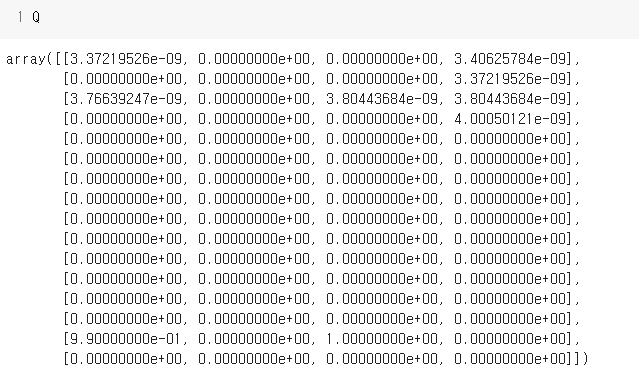 1 Q
array([[3.37219526e-09, 0.00000000e+00, 0.00000000e+00, 3.40625784e-09],
[0.00000000e+00, 0.00000000e+00, 0.00000000e+00, 3.37219526e-09],
[3.76639247e-09, 0.00000000e+00, 3.80443684e-09, 3.80443684e-09],
[0.00000000e+00, 0.00000000e+00, 0.00000000e+00, 4.00050121e-09],
[0.00000000e+00, 0.00000000e+00, 0.00000000e+00, 0.00000000e+00],
[0.00000000e+00, 0.00000000e+00, 0.00000000e+00, 0.00000000e+00],
[0.00000000e+00, 0.00000000e+00, 0.00000000e+00, 0.00000000e+00],
[0.00000000e+00, 0.00000000e+00, 0.00000000e+00, 0.00000000e+00],
[0.00000000e+00, 0.00000000e+00, 0.00000000e+00, 0.00000000e+00],
[0.00000000e+00, 0.00000000e+00, 0.00000000e+00, 0.00000000e+00],
[0.00000000e+00, 0.00000000e+00, 0.00000000e+00, 0.00000000e+00],
[0.00000000e+00, 0.00000000e+00, 0.00000000e+00, 0.00000000e+00],
[0.00000000e+00, 0.00000000e+00, 0.00000000e+00, 0.00000000e+00],
[0.00000000e+00, 0.00000000e+00, 0.00000000e+00, 0.00000000e+00],
[9.90000000e-01, 0.00000000e+00, 1.00000000e+00, 0.00000000e+00],
[0.00000000e+00, 0.00000000e+00, 0.00000000e+00, 0.00000000e+00]])